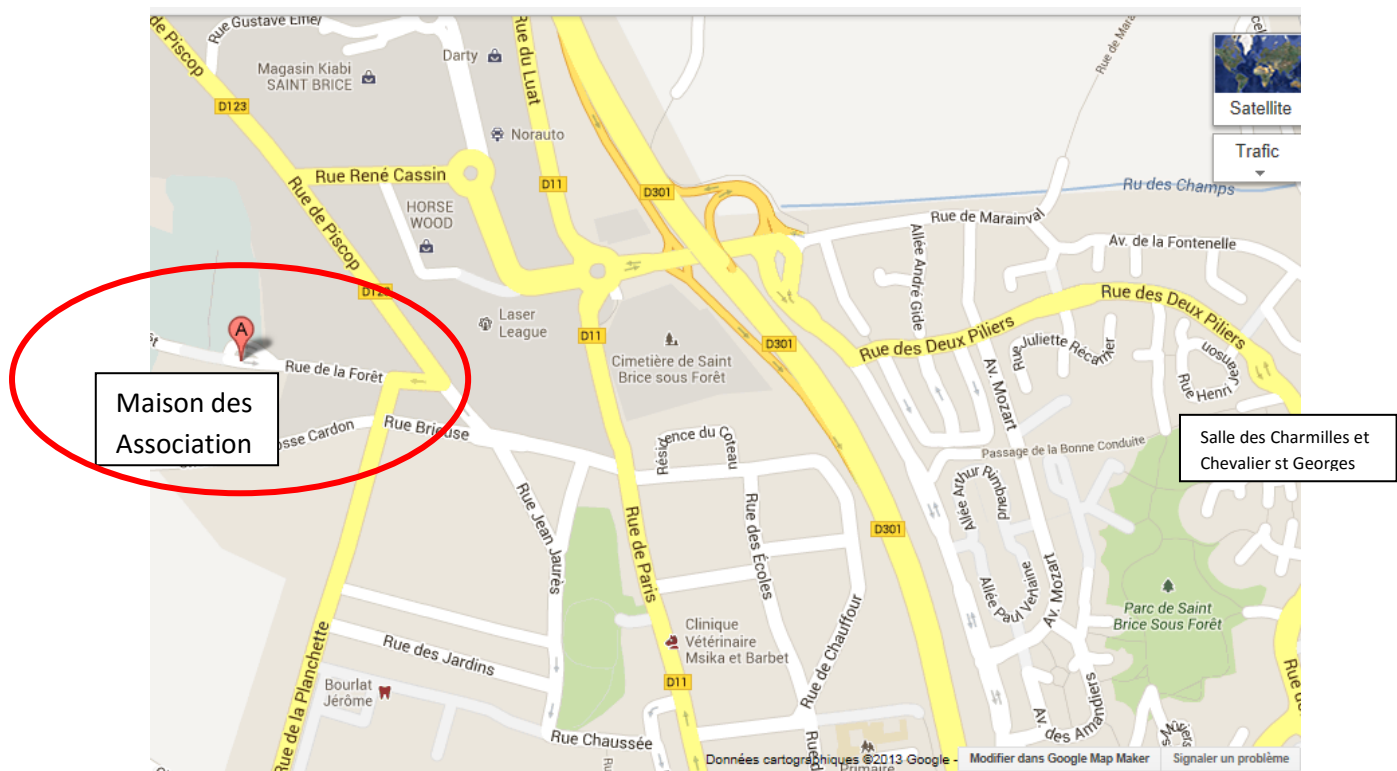 Rue Gustave Eiffel
de Piscop
Rue du Luat
Darty
Magasin Kiabi
SAINT BRICE
D123
Norauto
Rue René Cassin
D11
D301
Rue de Piscop
HORSE
WOOD
Satellite
Trafic
Ru des Champs
Rue de Marainval
Allée André Gide
Av. de la Fontenelle
Rue des Deux Piliers
Rue des Deux Piliers
A
Rue de la Forêt
Laser
League
D11
Cimetière de Saint
Brice sous Forêt
D301
Rue Juliette Récamier
Rue Henri Jeanson
Av. Mozart
Maison des
Association
Cardon
Rue Brieuse
Résidence du Coteau
Passage de la Bonne Conduite
Salle des Charmilles et
Chevalier st Georges
Allée Arthur Rimbaud
Rue Jean Jaurès
Rue de Paris
Rue des Écoles
D301
Allée Paul Verlaine
Av. Mozart
Parc de Saint
Brice Sous Forêt
Rue de Chauffour
Clinique
Vétérinaire
Msika et Barbet
Rue des Jardins
Rue de la Planchette
Bourlat
Jérôme
D11
Rue Chaussée
Av. des Amandiers
Primaire
Données cartographiques ©2013 Google -
Modifier dans Google Map Maker
Signaler un problème